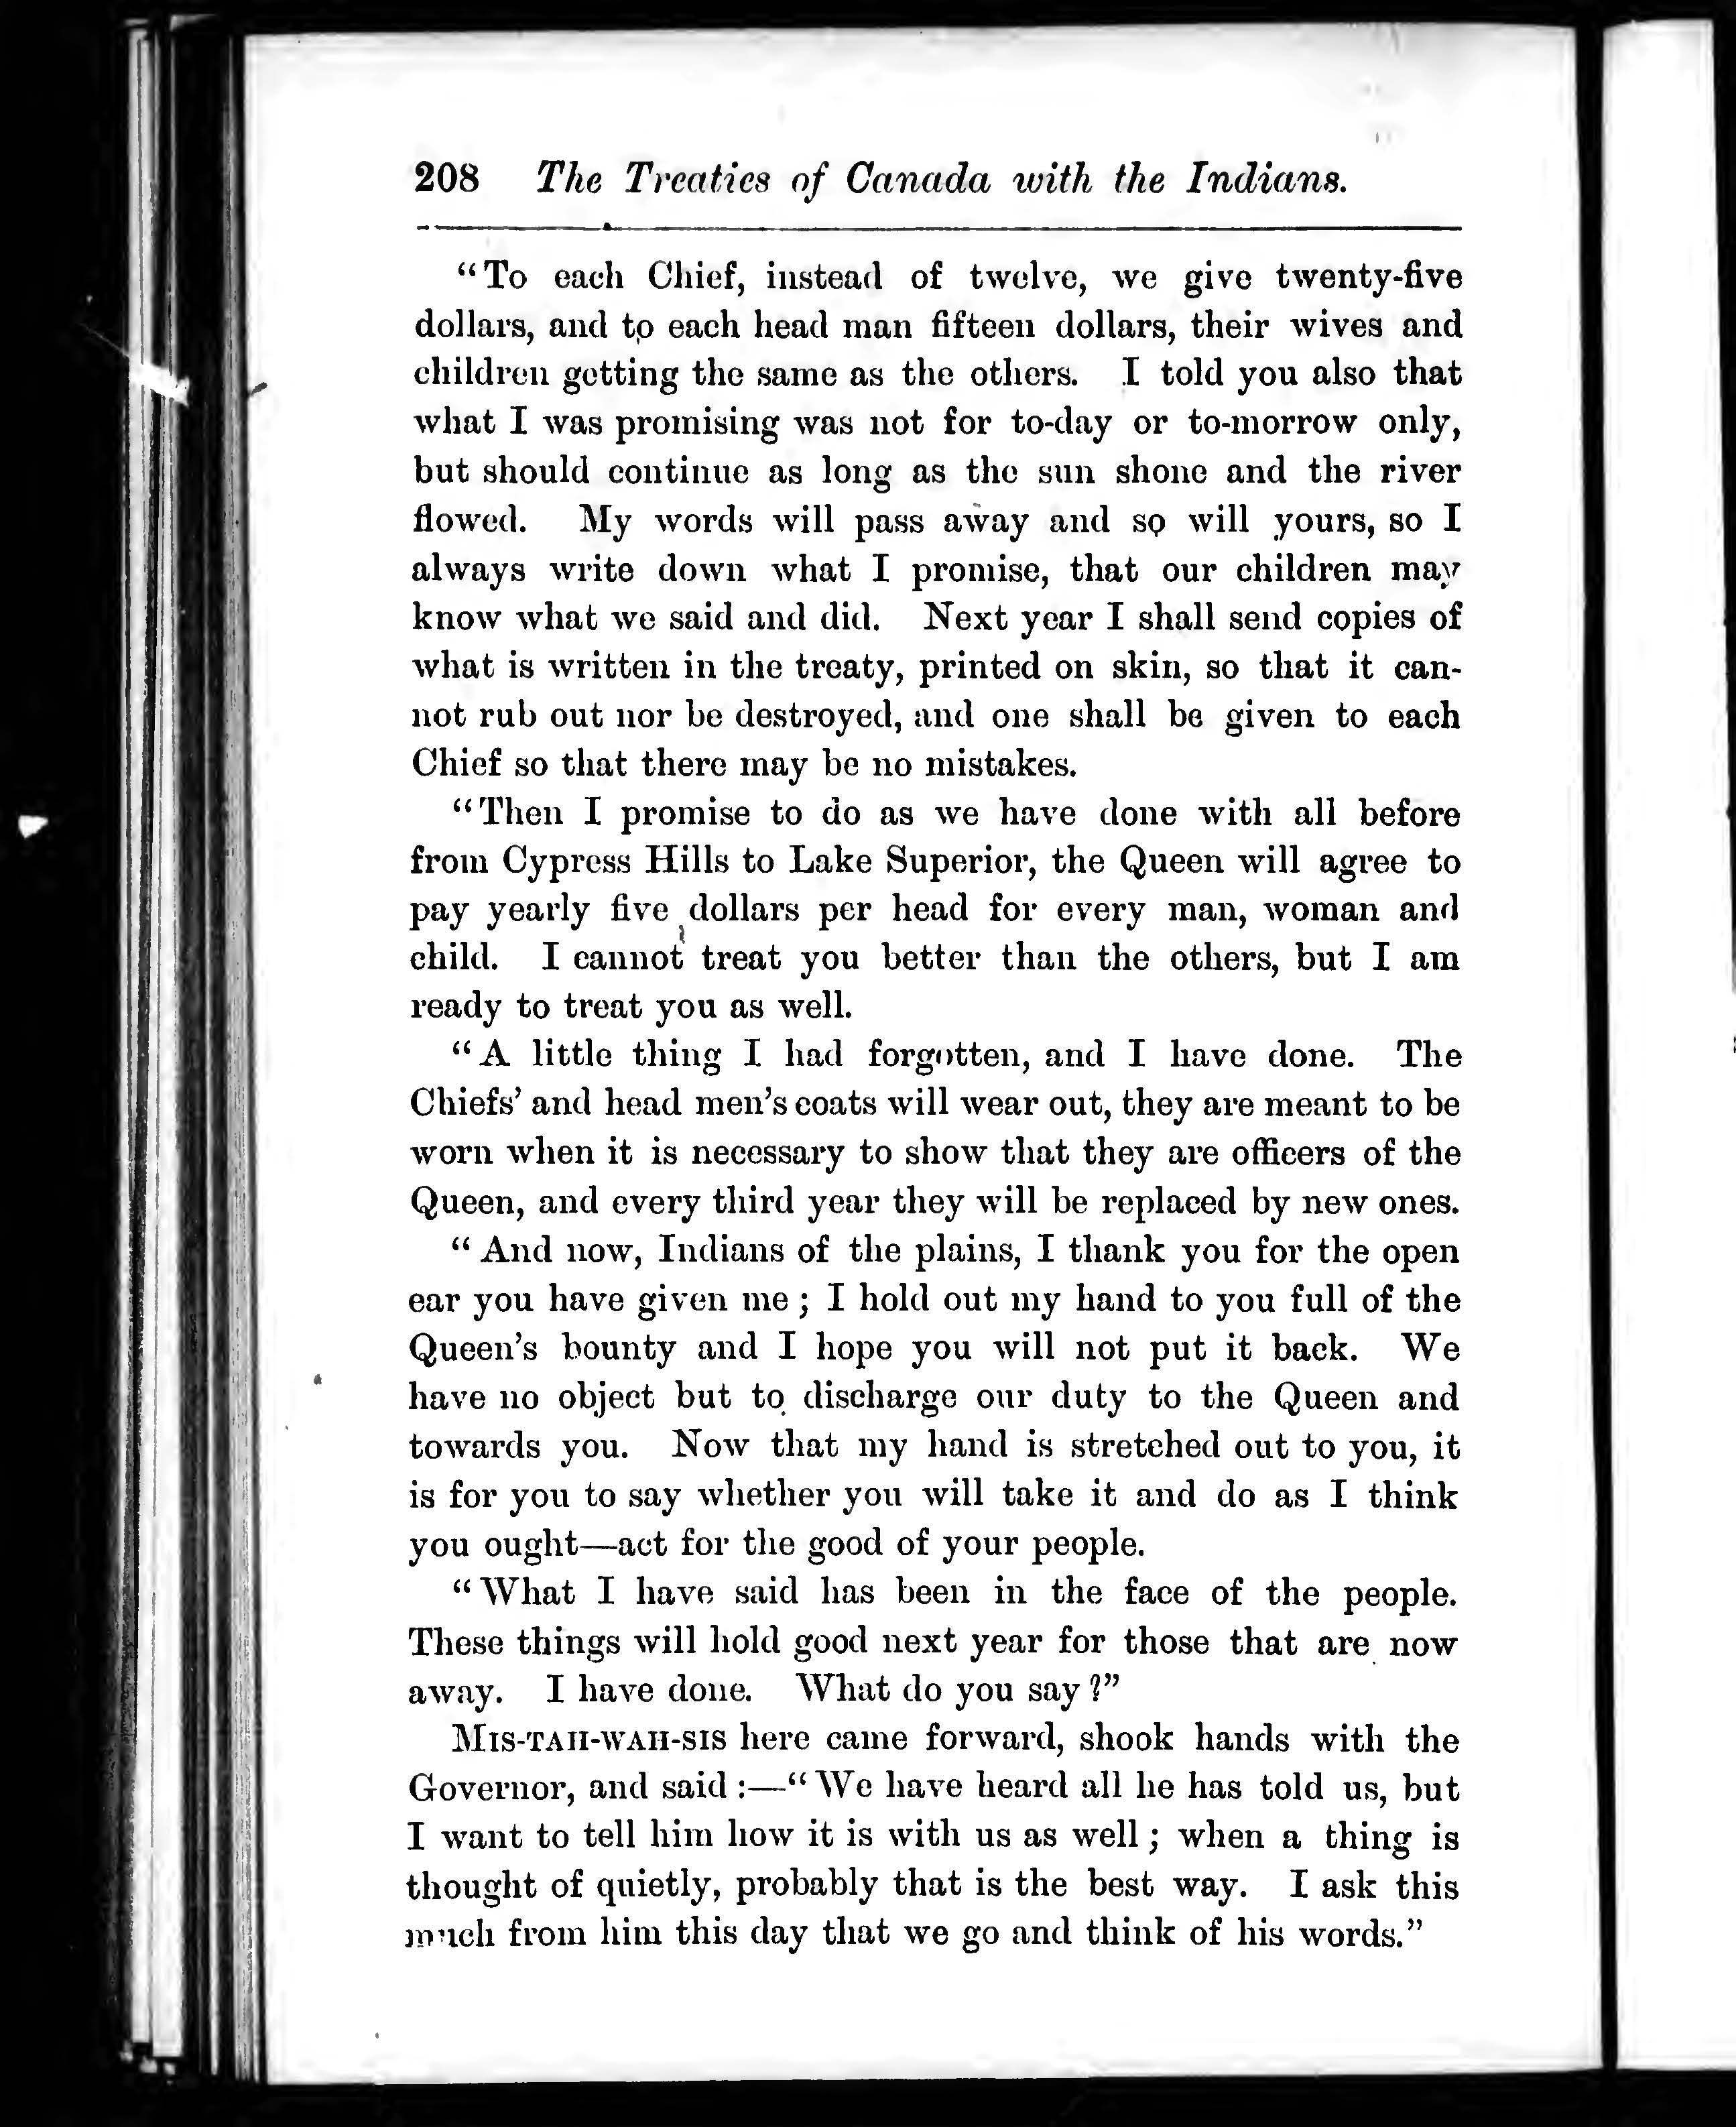 208 The Treaties of Canada with the Indians.
“To each Chief, instead of twelve, we give twenty-five
dollars, and to each head man fifteen dollars, their wives and
children getting the same as the others. I told you also that
what I was promising was not for to-day or to-morrow only,
but should continue as long as the sun shone and the river
flowed. My words will pass away and so will yours, so I
always write down what I promise, that our children may
know what we said and did. Next year I shall send copies of
what is written in the treaty, printed on skin, so that it can-
not rub out nor be destroyed, and one shall be given to each
Chief so that there may be no mistakes.
“Then I promise to do as we have done with all before
from Cypress Hills to Lake Superior, the Queen will agree to
pay yearly five dollars per head for every man, woman and
child. I cannot treat you better than the others, but I am
ready to treat you as well.
“A little thing I had forgotten, and I have done. The
Chiefs’ and head men’s coats will wear out, they are meant to be
worn when it is necessary to show that they are officers of the
Queen, and every third year they will be replaced by new ones.
“And now, Indians of the plains, I thank you for the open
ear you have given me; I hold out my hand to you full of the
Queen’s bounty and I hope you will not put it back. We
have no object but to discharge our duty to the Queen and
towards you. Now that my hand is stretched out to you, it
is for you to say whether you will take it and do as I think
you ought—act for the good of your people.
“What I have said has been in the face of the people.
These things will hold good next year for those that are now
away. I have done. What do you say?”
MIS-TAH-WAH-SIS here came forward, shook hands with the
Governor, and said:—“We have heard all he has told us, but
I want to tell him how it is with us as well; when a thing is
thought of quietly, probably that is the best way. I ask this
much from him this day that we go and think of his words.”